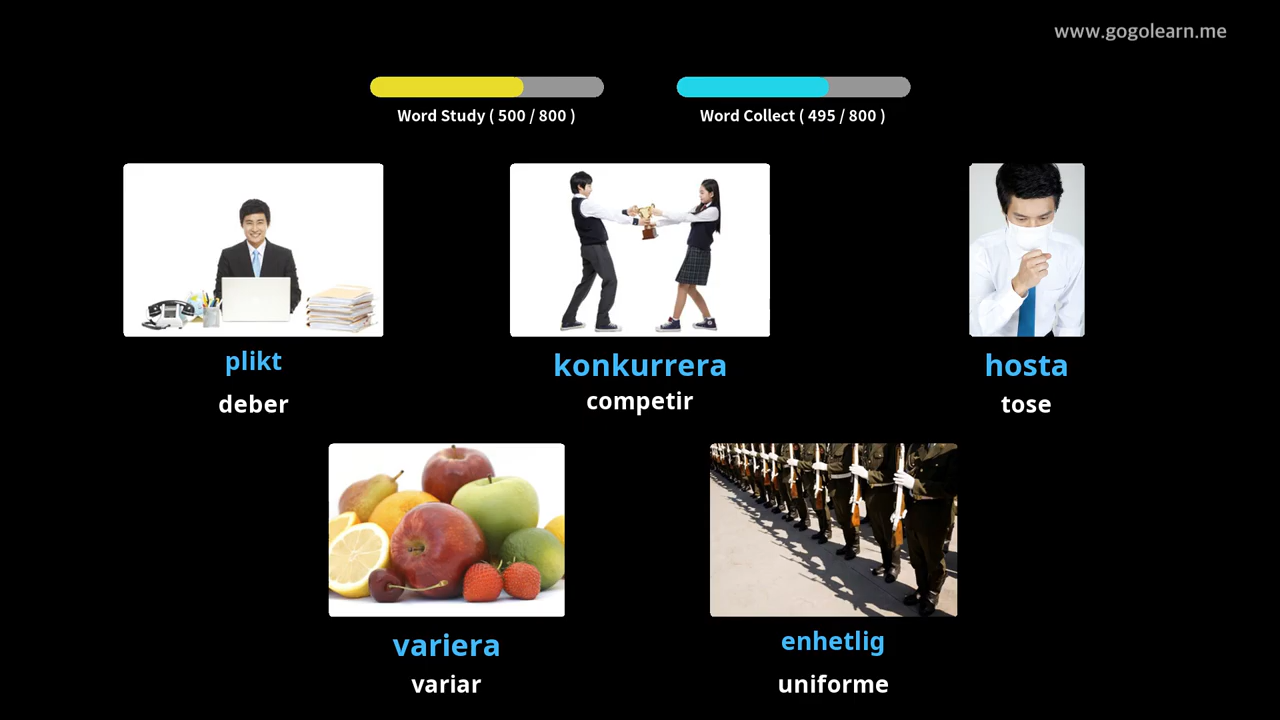 www.gogolearn.me
Word Study ( 500 / 800 )
Word Collect ( 495 / 800 )
plikt
konkurrera
hosta
deber
competir
tose
variera
enhetlig
variar
uniforme